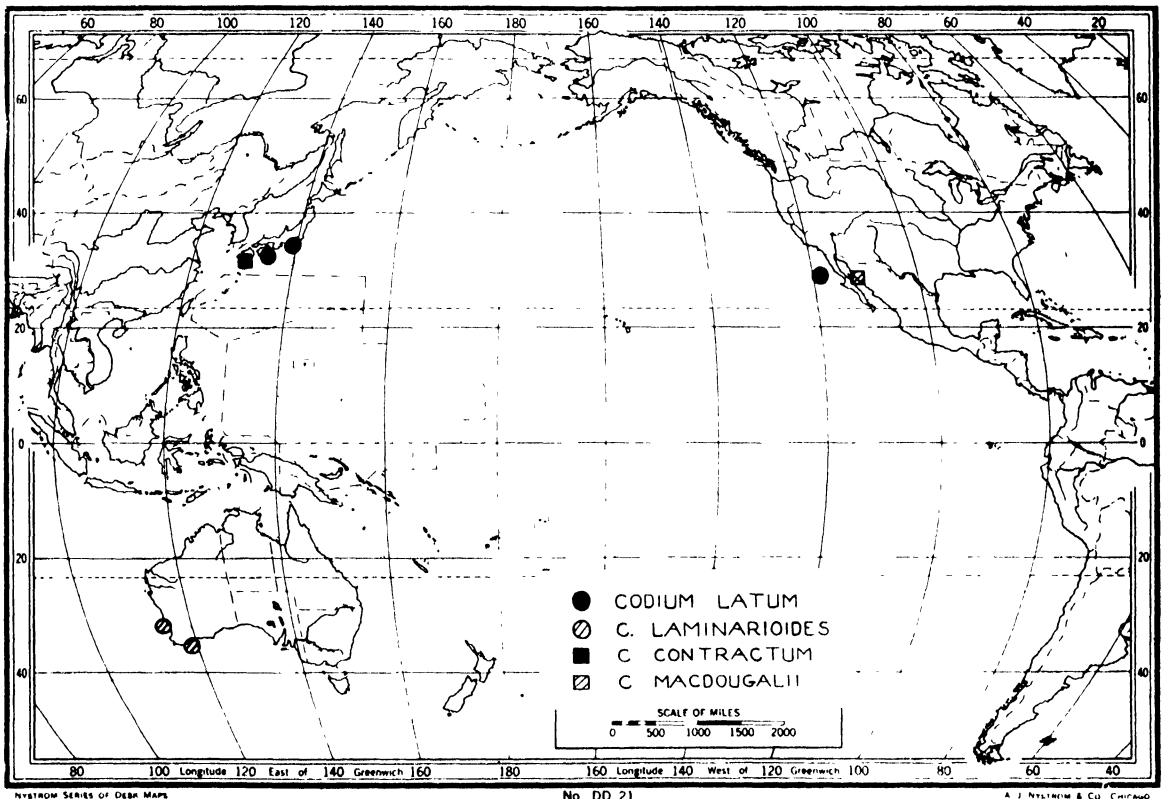 60 80 100 120 140 160 180 180 160 140 120 100 80 60 40 20
60 60
40 40
20 20
0 0
20 20
40 40
CODIUM LATUM
C. LAMINARIOIDES
C CONTRACTUM
C MACDOUGALII
SCALE OF MILES
0 500 1000 1500 2000
80 100 Longitude 120 East of 140 Greenwich 160 180 160 Longitude 140 West of 120 Greenwich 100 80 60 40
NYSTROM SERIES OF DESK MAPS No. DD 21 A. J. NYSTROM & CO. CHICAGO